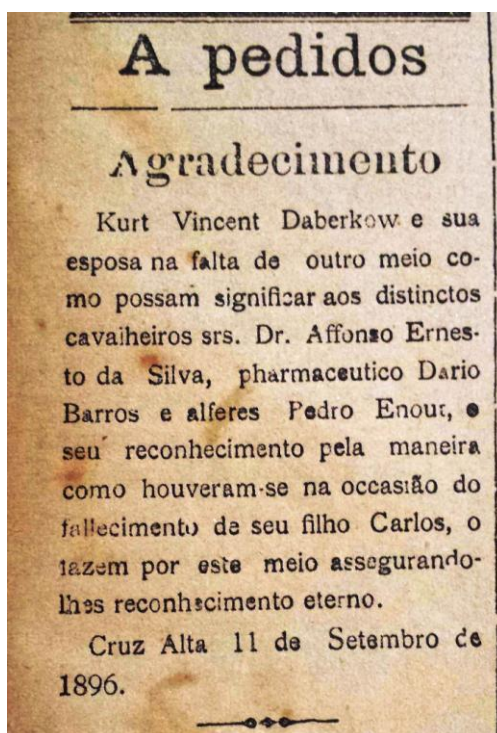 A pedidos
Agradecimento
Kurt Vincent Daberkow e sua
esposa na falta de outro meio co-
mo possam significar aos distinctos
cavalheiros srs. Dr. Affonso Ernes-
to da Silva, pharmaceutico Dario
Barros e alferes Pedro Enout, o
seu reconhecimento pela maneira
como houveram-se na occasião do
fallecimento de seu filho Carlos, o
fazem por este meio assegurando-
lhes reconhecimento eterno.
Cruz Alta 11 de Setembro de
1896.